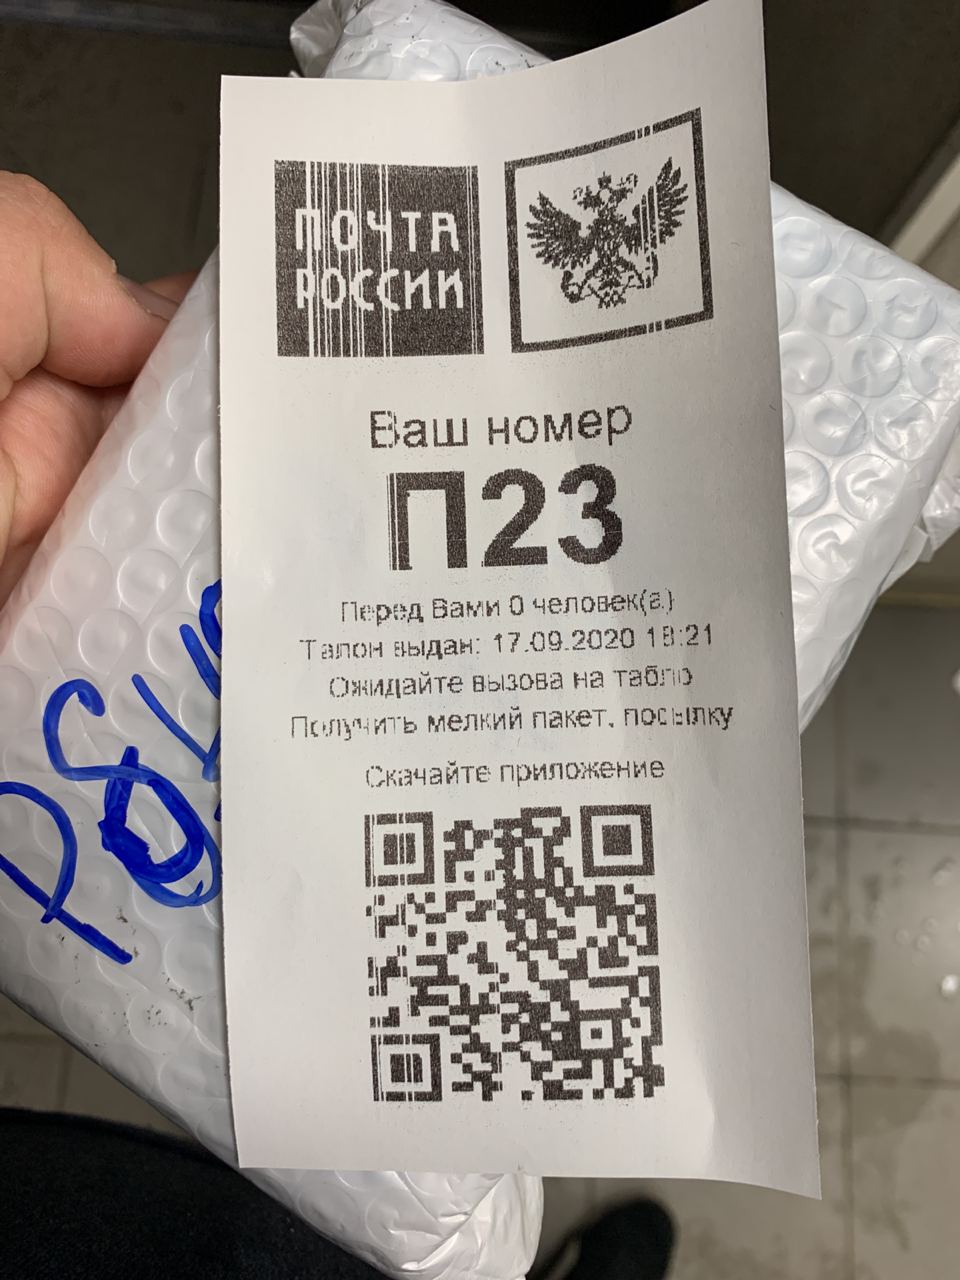 ПОЧТА
РОССИИ
Ваш номер
П23
Перед Вами 0 человек(а)
Талон выдан: 17.09.2020 18:21
Ожидайте вызова на табло
Получить мелкий пакет, посылку
Скачайте приложение